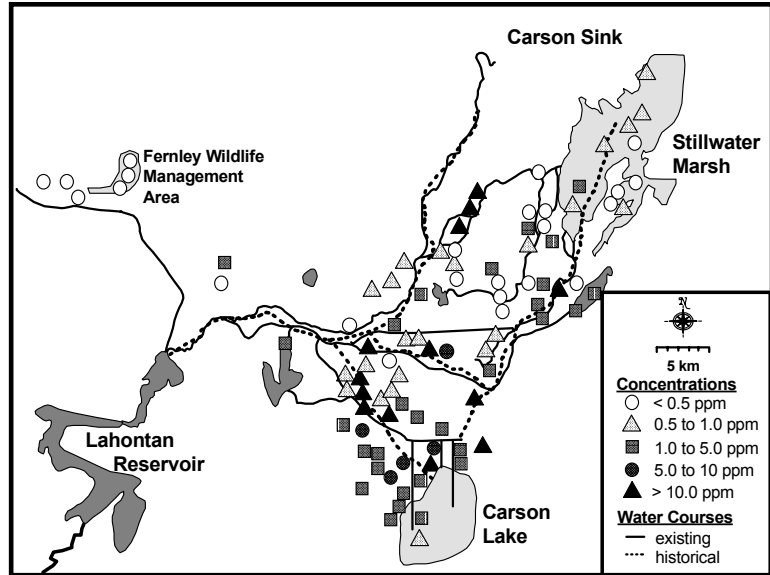 Carson Sink
Stillwater
Marsh
Fernley Wildlife
Management
Area
Lahontan
Reservoir
Carson
Lake
N
5 km
Concentrations
< 0.5 ppm
0.5 to 1.0 ppm
1.0 to 5.0 ppm
5.0 to 10 ppm
> 10.0 ppm
Water Courses
existing
historical